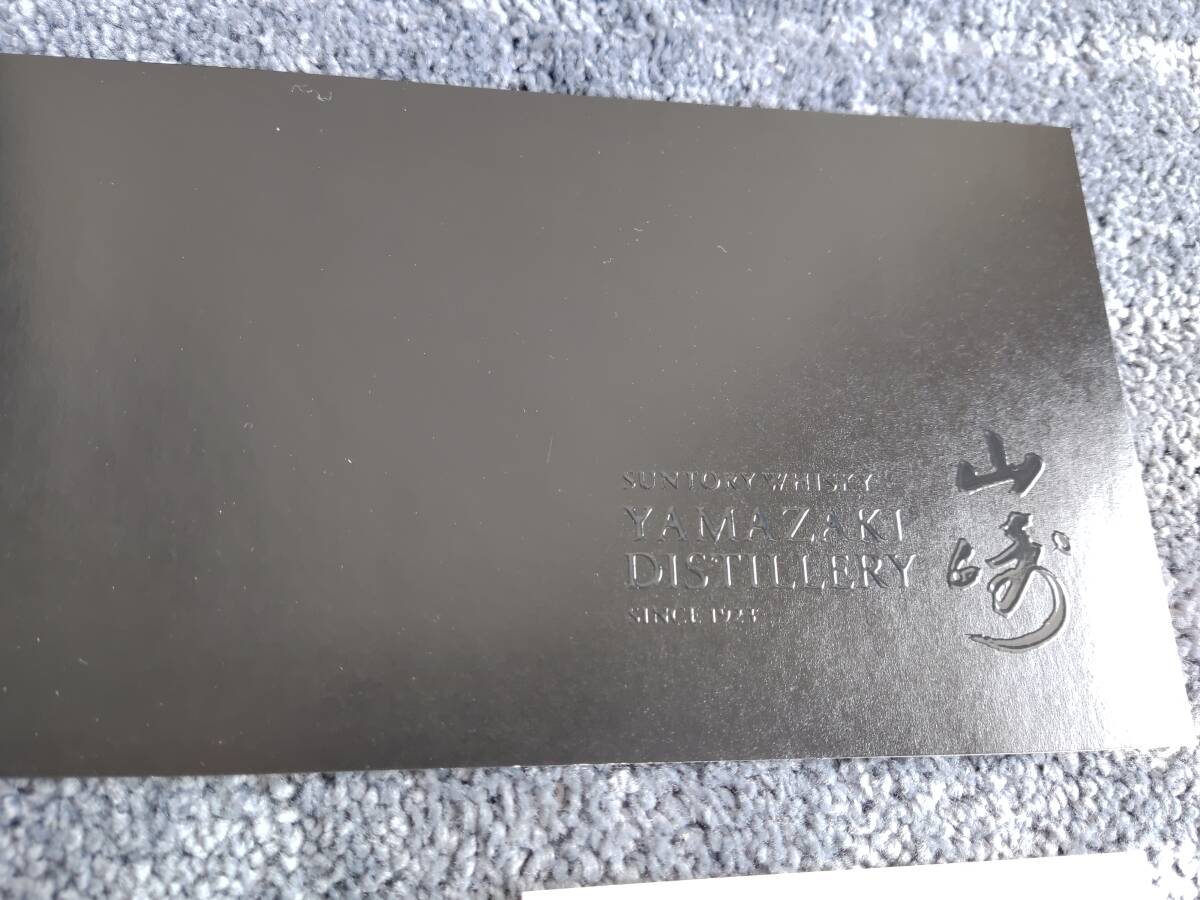 SUNTORY WHISKY
YAMAZAKI
DISTILLERY
SINCE 1923
山崎